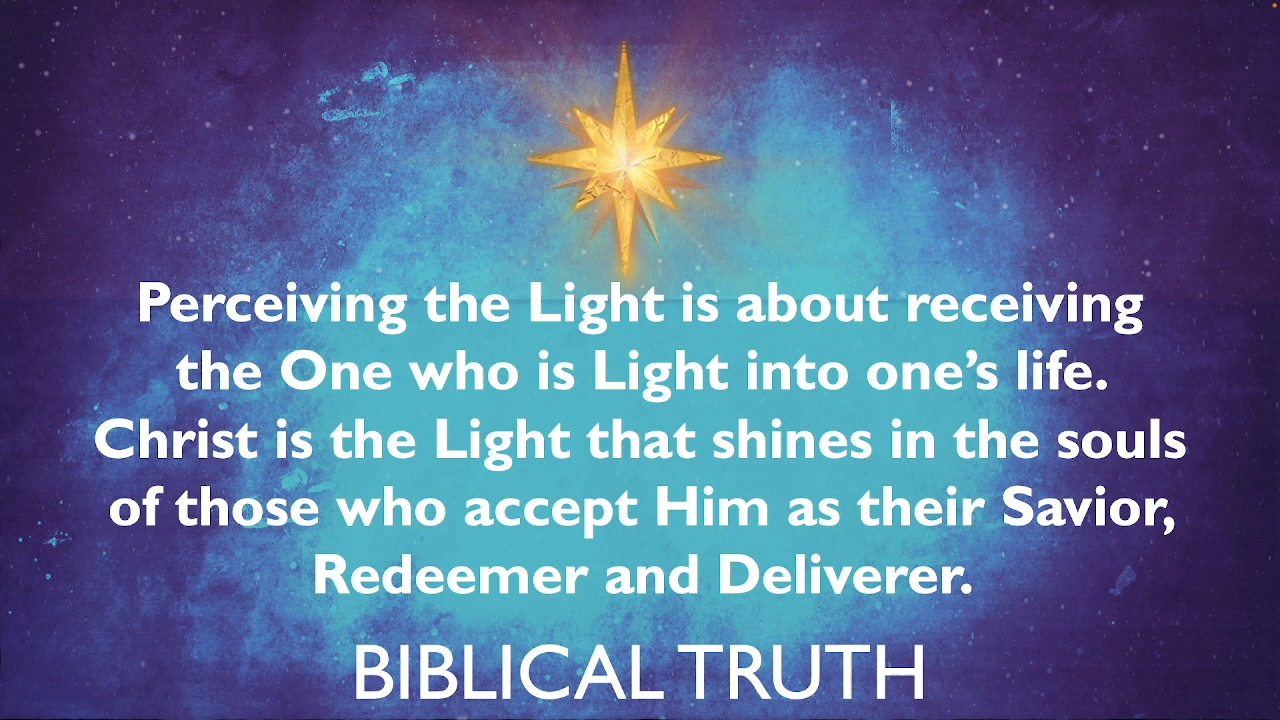 Perceiving the Light is about receiving
the One who is Light into one’s life.
Christ is the Light that shines in the souls
of those who accept Him as their Savior,
Redeemer and Deliverer.
BIBLICAL TRUTH